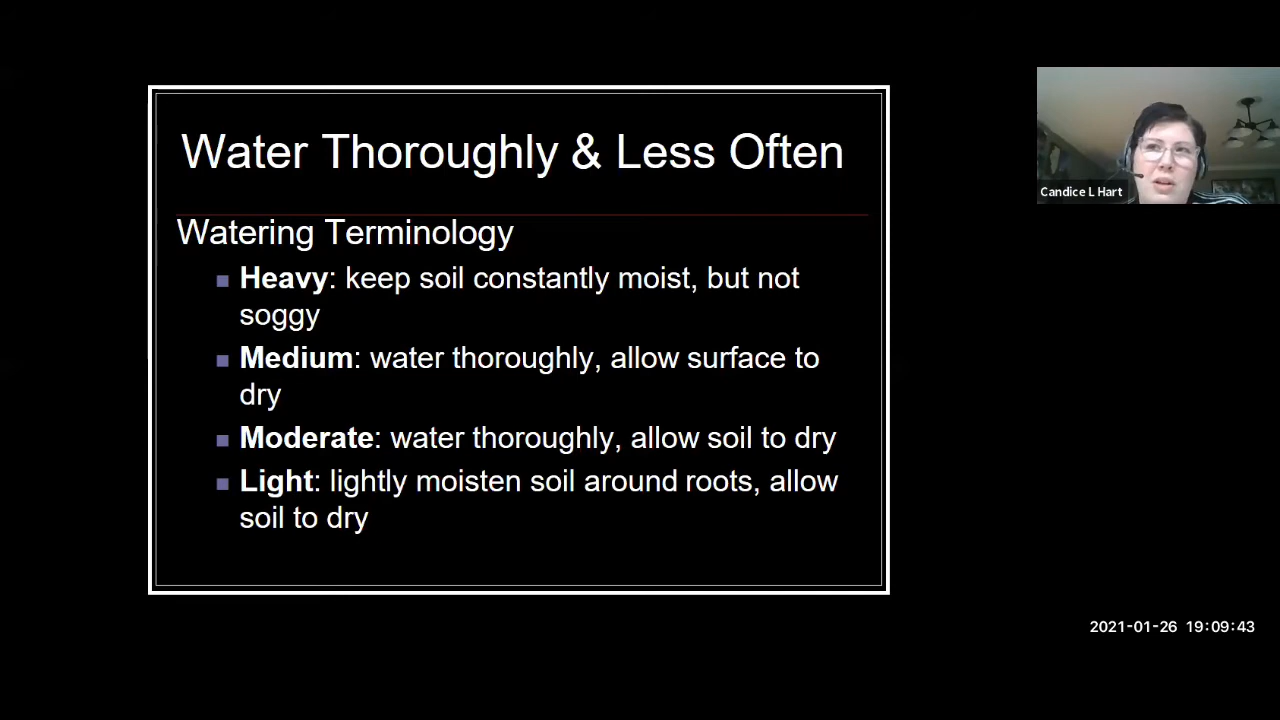 Water Thoroughly & Less Often
Watering Terminology
Heavy: keep soil constantly moist, but not
soggy
Medium: water thoroughly, allow surface to
dry
Moderate: water thoroughly, allow soil to dry
Light: lightly moisten soil around roots, allow
soil to dry
Candice L Hart
2021-01-26 19:09:43